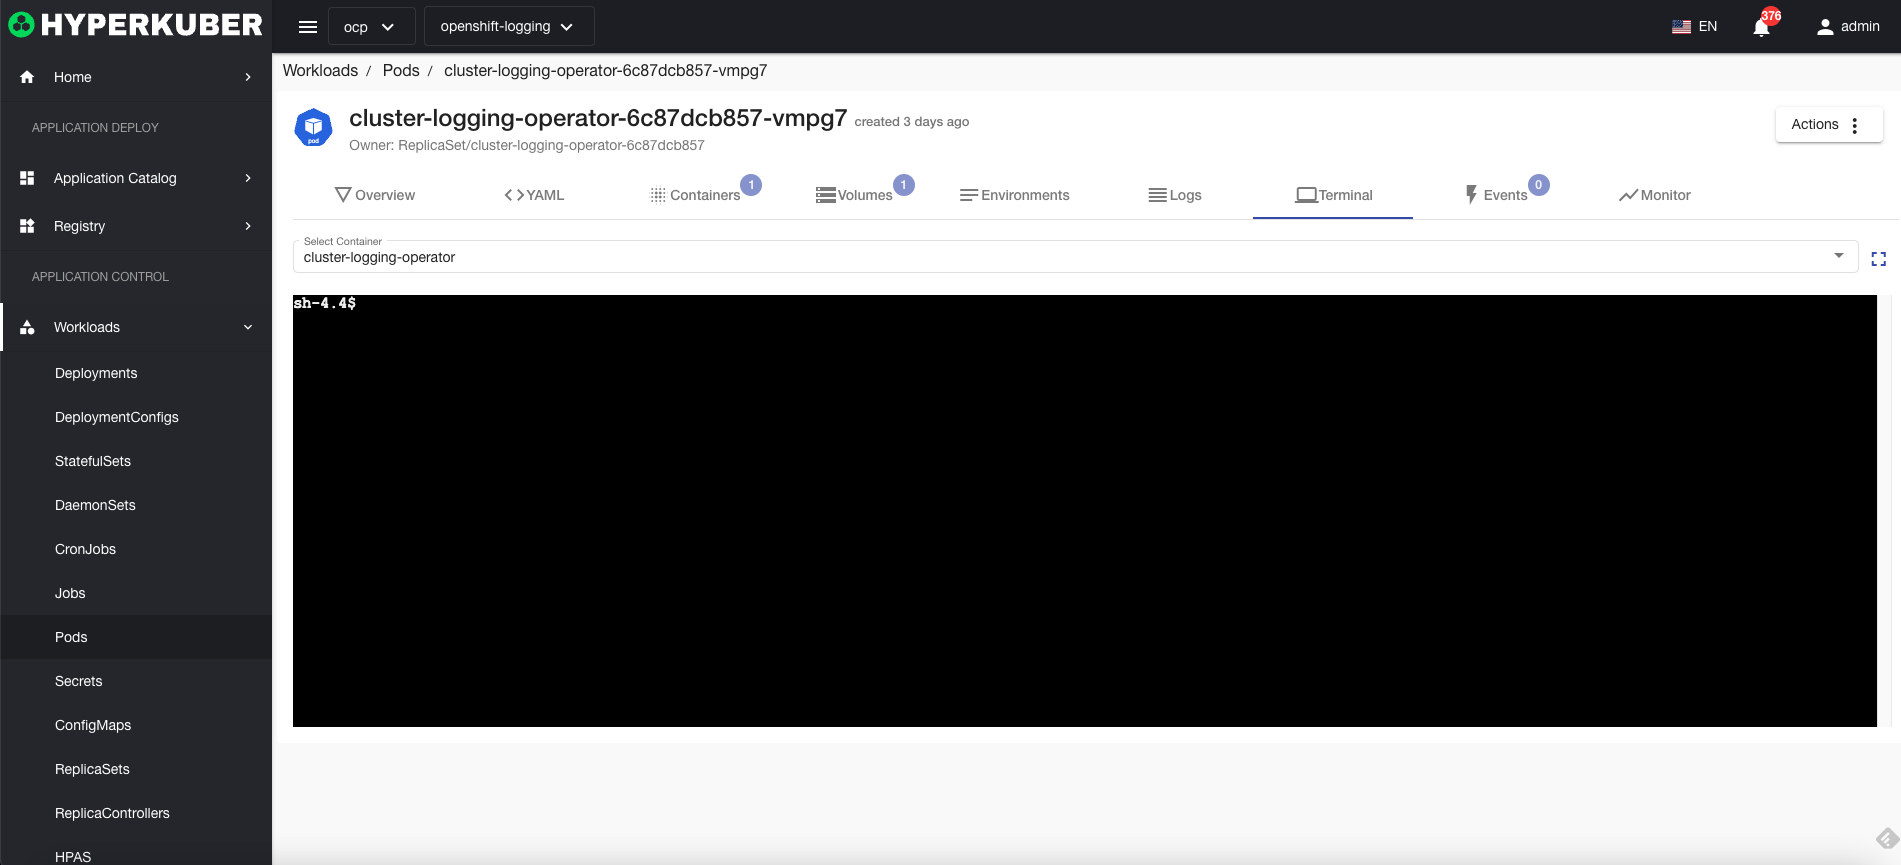 HYPERKUBER
ocp
openshift-logging
EN
376
admin
Home
APPLICATION DEPLOY
Application Catalog
Registry
APPLICATION CONTROL
Workloads
Deployments
DeploymentConfigs
StatefulSets
DaemonSets
CronJobs
Jobs
Pods
Secrets
ConfigMaps
ReplicaSets
ReplicaControllers
HPAS
Workloads / Pods / cluster-logging-operator-6c87dcb857-vmpg7
pod
cluster-logging-operator-6c87dcb857-vmpg7 created 3 days ago
Owner: ReplicaSet/cluster-logging-operator-6c87dcb857
Actions
Overview
YAML
Containers 1
Volumes 1
Environments
Logs
Terminal
Events 0
Monitor
Select Container
cluster-logging-operator
sh-4.4$